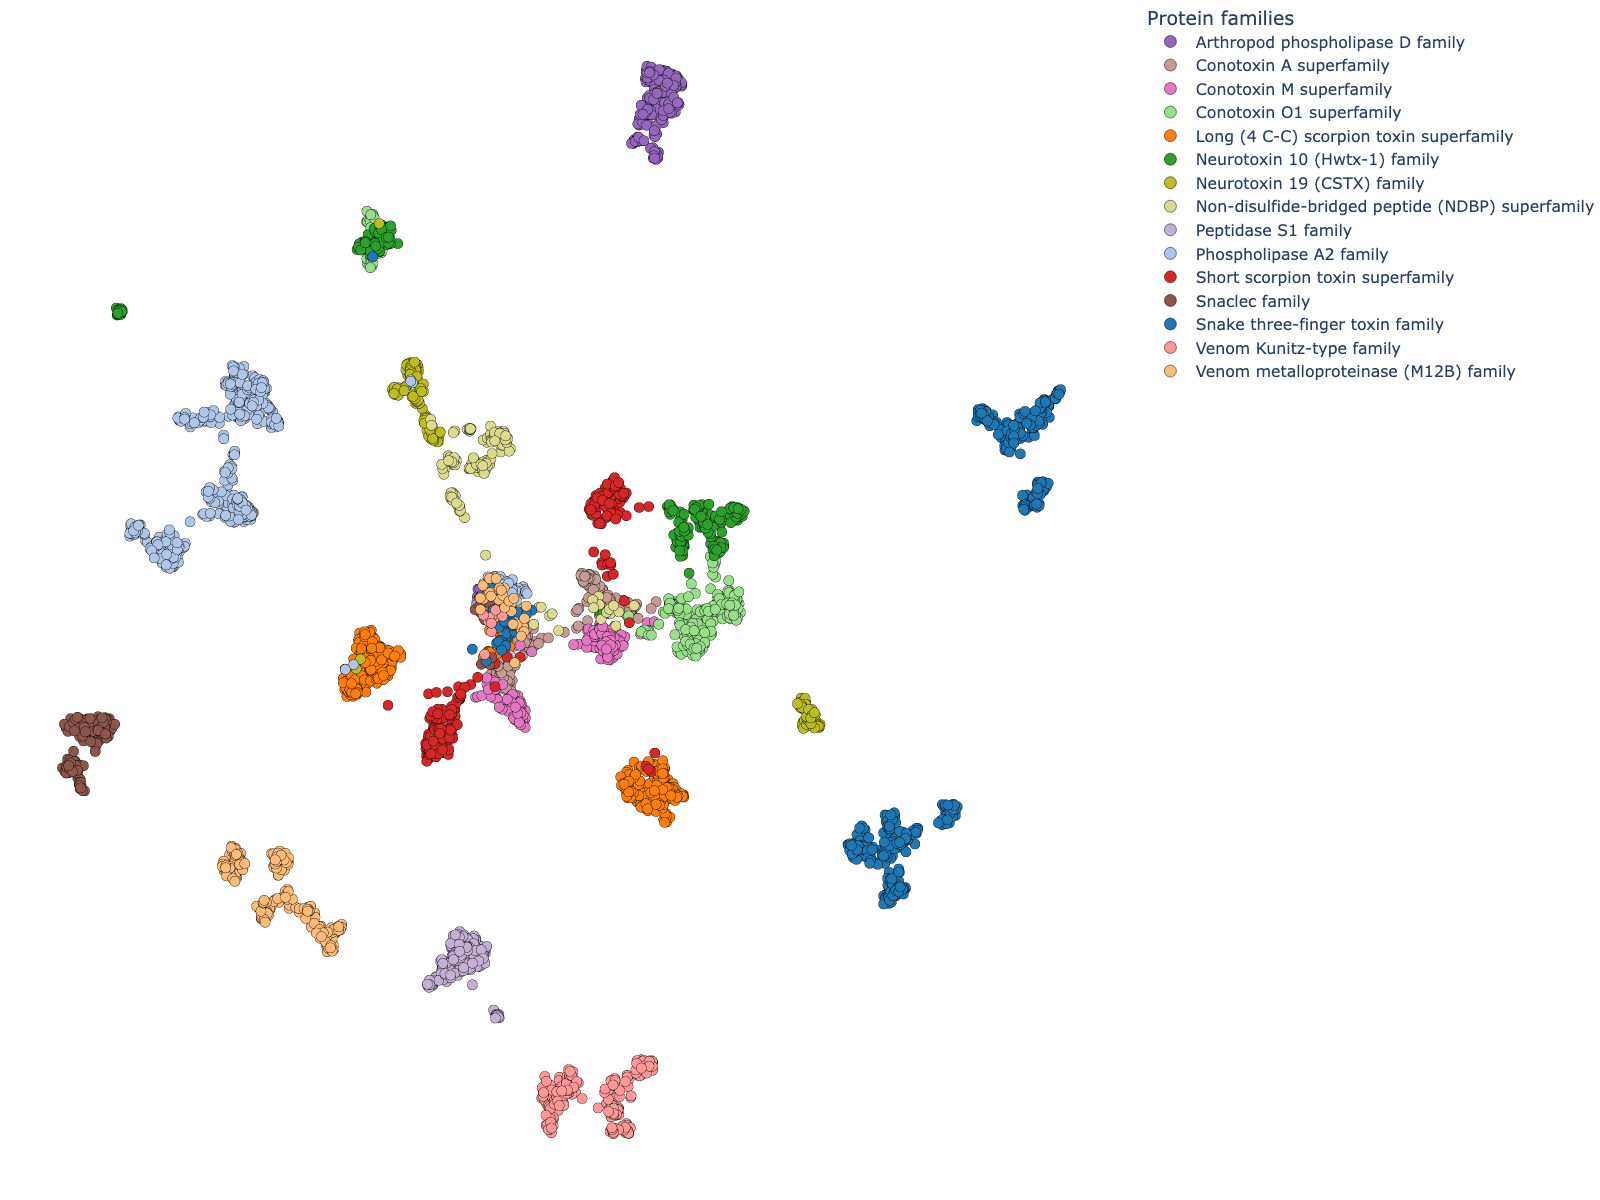 Protein families
Arthropod phospholipase D family
Conotoxin A superfamily
Conotoxin M superfamily
Conotoxin O1 superfamily
Long (4 C-C) scorpion toxin superfamily
Neurotoxin 10 (Hwtx-1) family
Neurotoxin 19 (CSTX) family
Non-disulfide-bridged peptide (NDBP) superfamily
Peptidase S1 family
Phospholipase A2 family
Short scorpion toxin superfamily
Snaclec family
Snake three-finger toxin family
Venom Kunitz-type family
Venom metalloproteinase (M12B) family